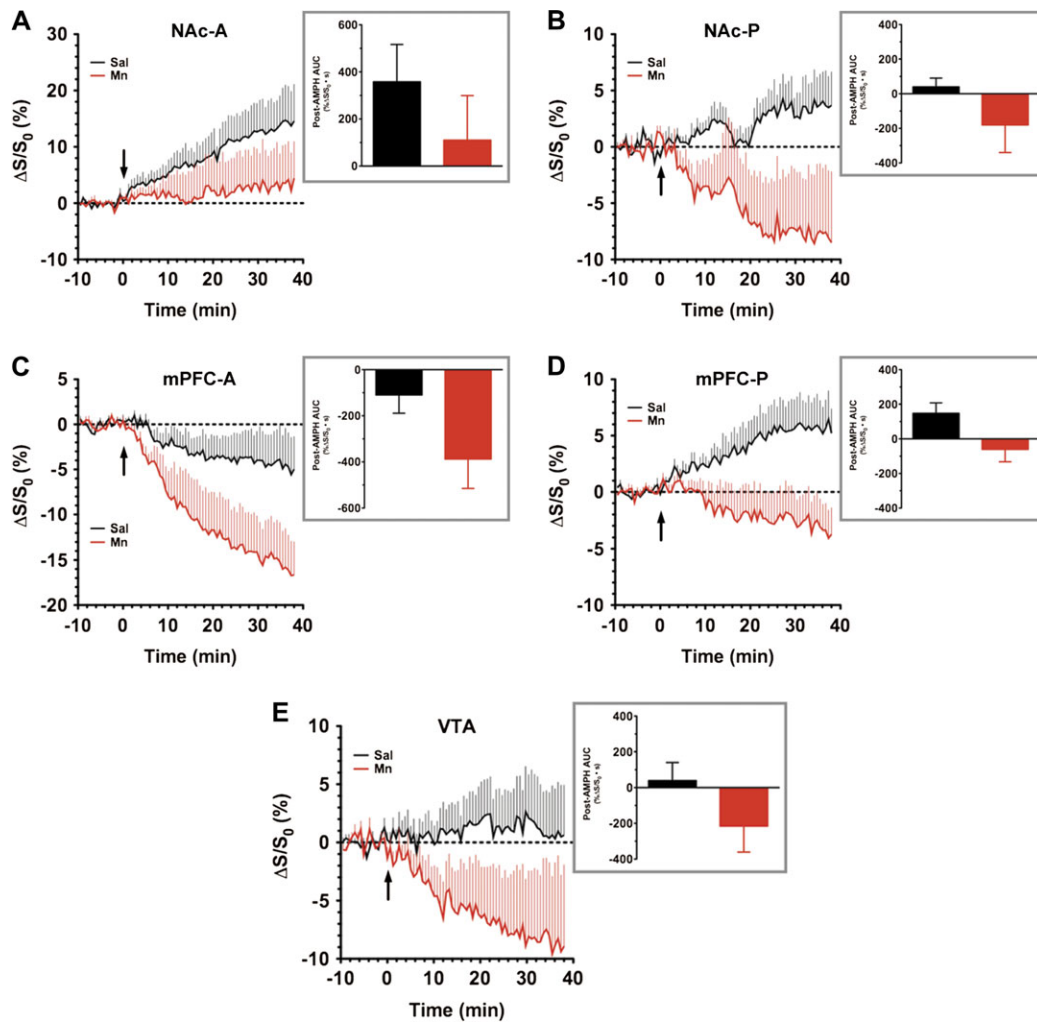 A
NAc-A
Sal
Mn
ΔS/S0 (%)
30
20
10
0
10
-10 0 10 20 30 40
Time (min)
Post-AMPH AUC
(%ΔS/S0 • s)
600
400
200
0
B
NAc-P
Sal
Mn
ΔS/S0 (%)
10
5
0
-5
-10
-10 0 10 20 30 40
Time (min)
Post-AMPH AUC
(%ΔS/S0 • s)
400
200
0
-200
400
C
mPFC-A
ΔS/S0 (%)
5
0
-5
-10
-15
-20
Sal
Mn
-10 0 10 20 30 40
Time (min)
Post-AMPH AUC
(%ΔS/S0 • s)
0
-200
-400
-600
D
mPFC-P
Sal
Mn
ΔS/S0 (%)
10
5
0
-5
-10
-10 0 10 20 30 40
Time (min)
Post-AMPH AUC
(%ΔS/S0 • s)
400
200
0
-200
-400
E
VTA
Sal
Mn
ΔS/S0 (%)
10
5
0
-5
-10
-10 0 10 20 30 40
Time (min)
Post-AMPH AUC
(%ΔS/S0 • s)
400
200
0
-200
-400